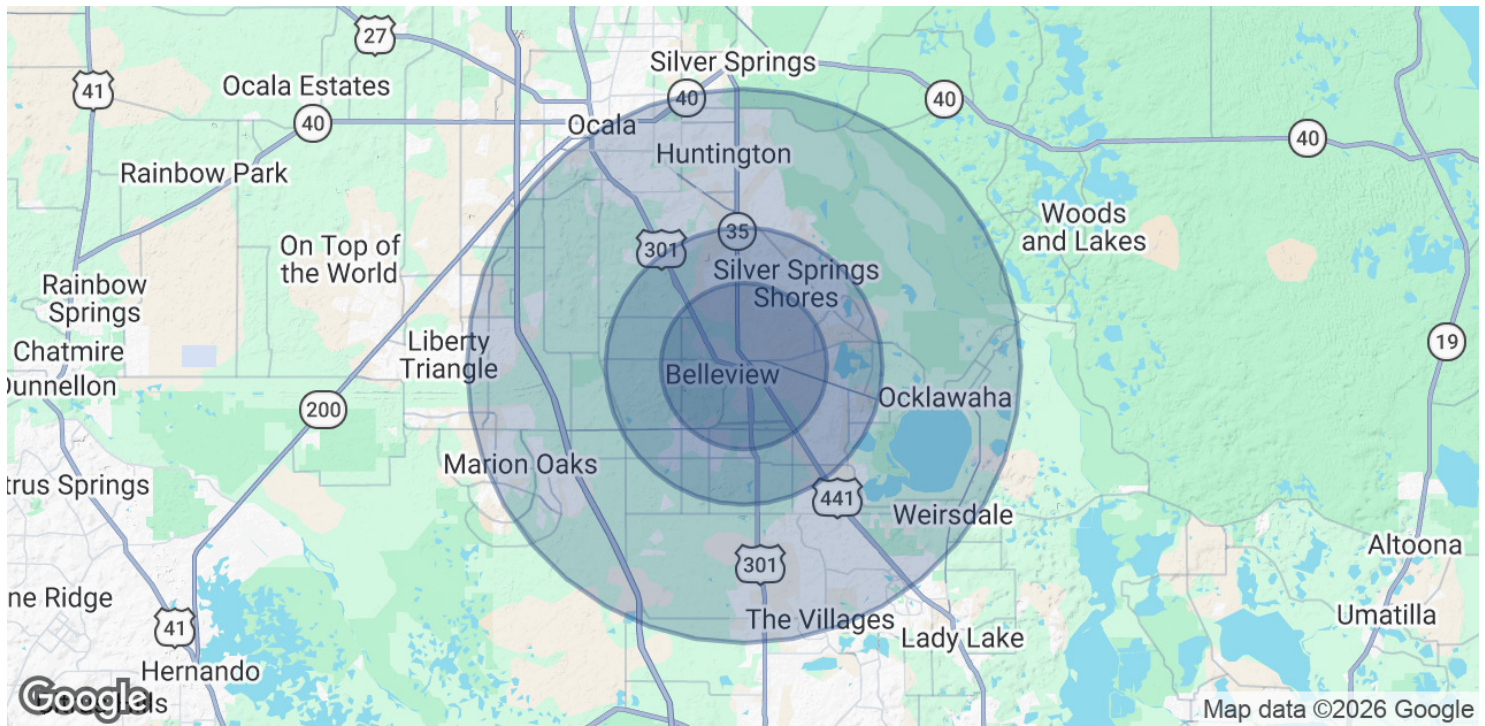 27
Silver Springs
41
Ocala Estates
40
40
40
Ocala
40
Huntington
Rainbow Park
Woods
and Lakes
35
301
On Top of
the World
Silver Springs
Shores
Rainbow
Springs
Liberty
Triangle
19
Chatmire
Dunnellon
Belleview
Ocklawaha
200
Marion Oaks
trus Springs
441
Weirsdale
Altoona
301
ne Ridge
41
The Villages
Lady Lake
Umatilla
Hernando
Google
Map data ©2026 Google